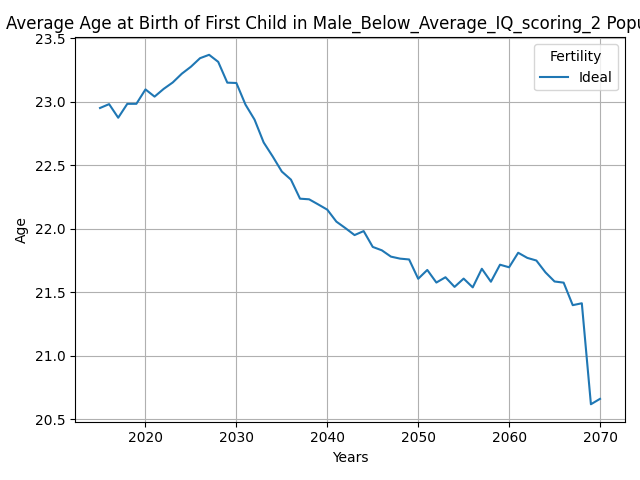 Average Age at Birth of First Child in Male_Below_Average_IQ_scoring_2 Popu
23.5
23.0
22.5
22.0
21.5
21.0
20.5
Age
Fertility
Ideal
2020 2030 2040 2050 2060 2070
Years